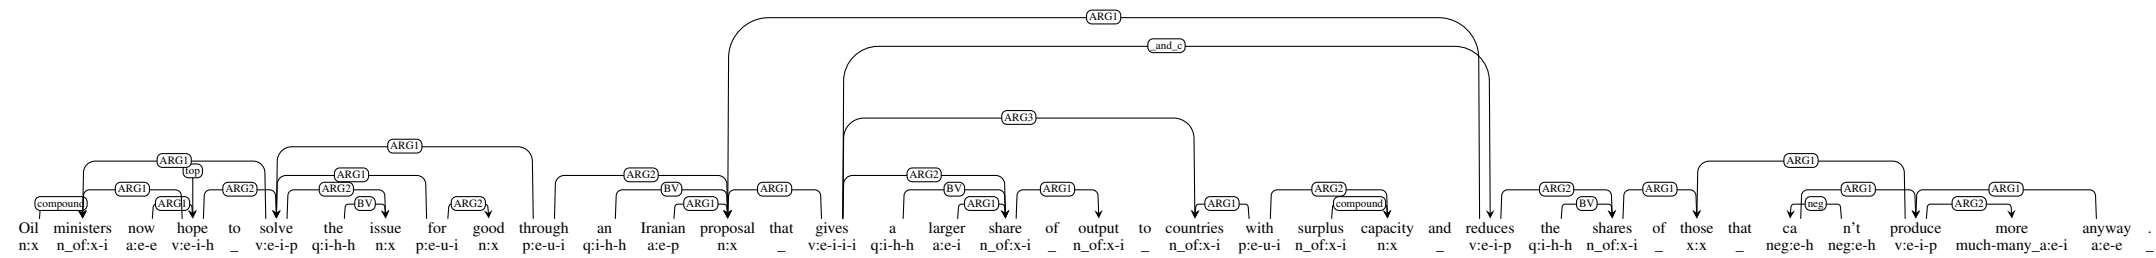 ARG1
_and_c
ARG3
ARG1
ARG1 top ARG1
ARG1 ARG2 ARG2 ARG2
compound ARG1 ARG1 ARG2 ARG2 BV ARG2 BV ARG1 BV ARG1 ARG1 ARG1 ARG2 compound ARG2 BV ARG1 neg ARG1 ARG2 ARG1
Oil ministers now hope to solve the issue for good through an Iranian proposal that gives a larger share of output to countries with surplus capacity and reduces the shares of those that ca n't produce more anyway .
n:x n_of:x-i a:e-e v:e-i-h _ v:e-i-p q:i-h-h n:x p:e-u-i n:x p:e-u-i q:i-h-h a:e-p n:x _ v:e-i-i-i q:i-h-h a:e-i n_of:x-i _ n_of:x-i _ n_of:x-i p:e-u-i n_of:x-i n:x _ v:e-i-p q:i-h-h n_of:x-i _ x:x _ neg:e-h neg:e-h v:e-i-p much-many_a:e-i a:e-e _